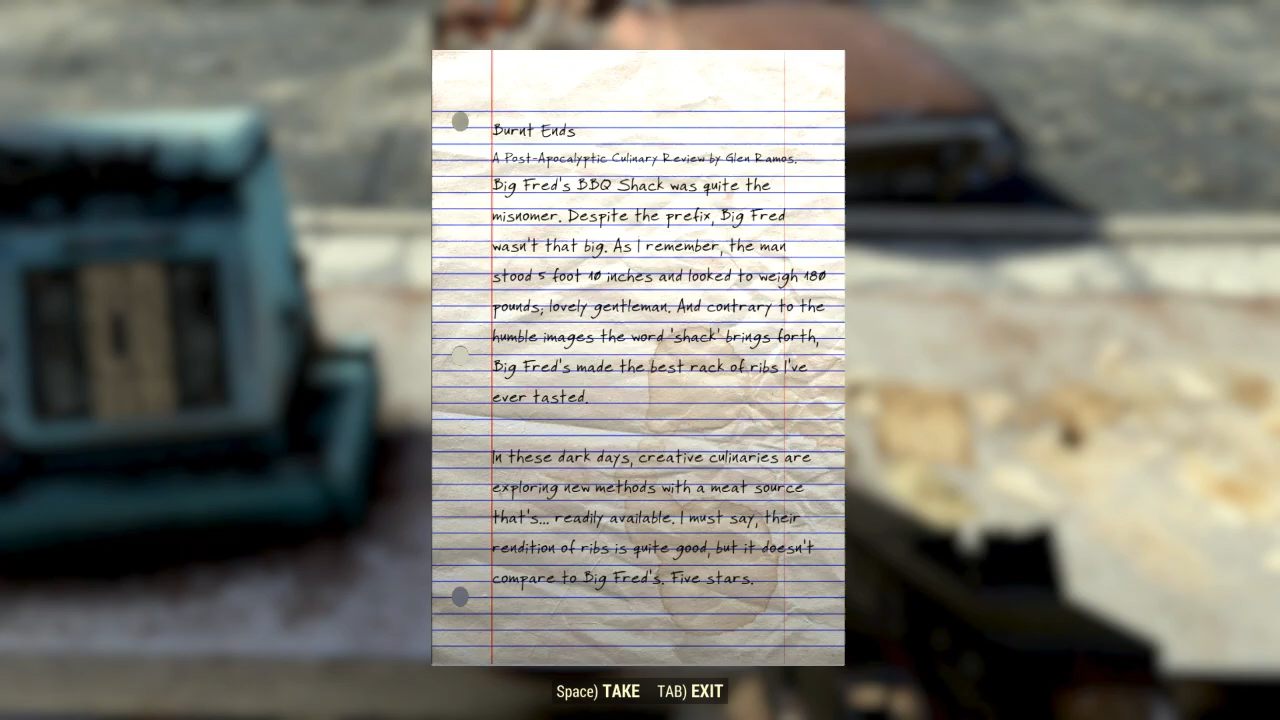 Burnt Ends
A Post-Apocalyptic Culinary Review by Glen Ramos.
Big Fred's BBQ Shack was quite the
misnomer. Despite the prefix, Big Fred
wasn't that big. As I remember, the man
stood 5 foot 10 inches and looked to weigh 180
pounds; lovely gentleman. And contrary to the
humble images the word 'shack' brings forth,
Big Fred's made the best rack of ribs I've
ever tasted.
In these dark days, creative culinaries are
exploring new methods with a meat source
that's... readily available. I must say, their
rendition of ribs is quite good, but it doesn't
compare to Big Fred's. Five stars.
Space) TAKE TAB) EXIT